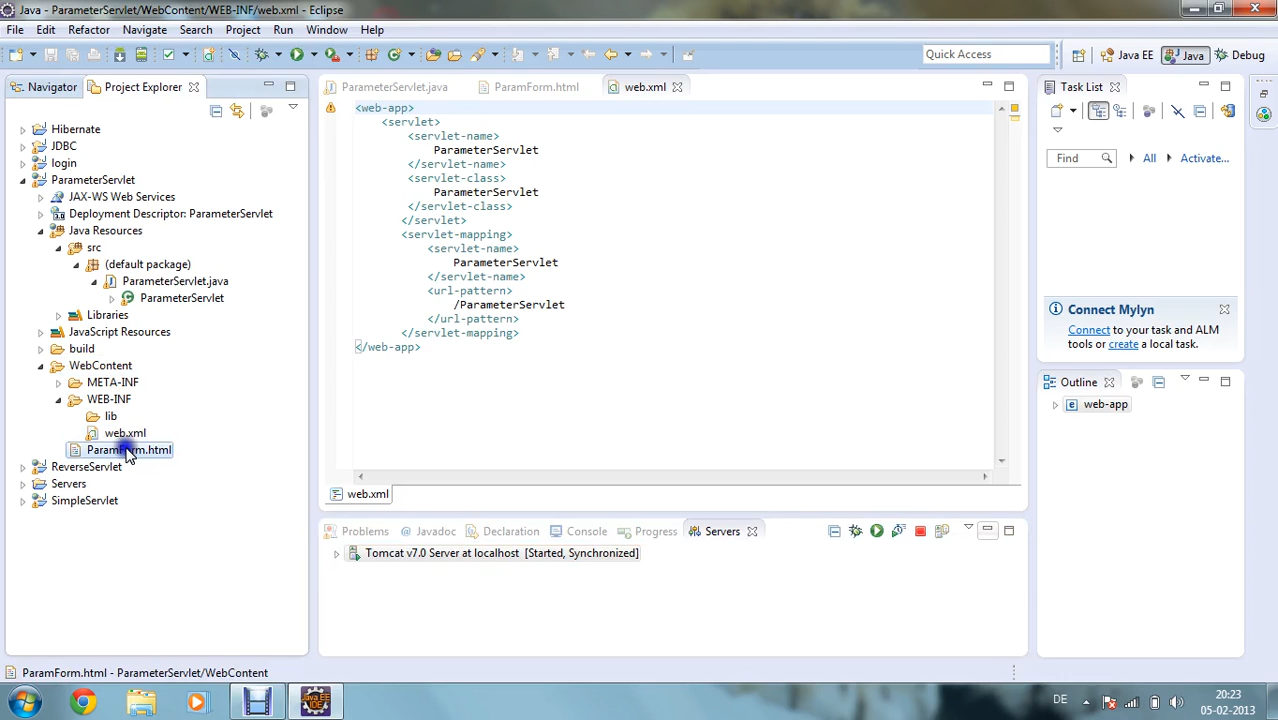 Java - ParameterServlet/WebContent/WEB-INF/web.xml - Eclipse
File Edit Refactor Navigate Search Project Run Window Help
Quick Access
Java EE
Java
Debug
Navigator
Project Explorer
Hibernate
JDBC
login
ParameterServlet
JAX-WS Web Services
Deployment Descriptor: ParameterServlet
Java Resources
src
(default package)
ParameterServlet.java
ParameterServlet
Libraries
JavaScript Resources
build
WebContent
META-INF
WEB-INF
lib
web.xml
ParamForm.html
ReverseServlet
Servers
SimpleServlet
ParameterServlet.java
ParamForm.html
web.xml
<web-app>
<servlet>
<servlet-name>
ParameterServlet
</servlet-name>
<servlet-class>
ParameterServlet
</servlet-class>
</servlet>
<servlet-mapping>
<servlet-name>
ParameterServlet
</servlet-name>
<url-pattern>
/ParameterServlet
</url-pattern>
</servlet-mapping>
</web-app>
web.xml
Problems
Javadoc
Declaration
Console
Progress
Servers
Tomcat v7.0 Server at localhost [Started, Synchronized]
Task List
Find
All
Activate...
Connect Mylyn
Connect to your task and ALM
tools or create a local task.
Outline
web-app
ParamForm.html - ParameterServlet/WebContent
Java EE
IDE
DE
20:23
05-02-2013